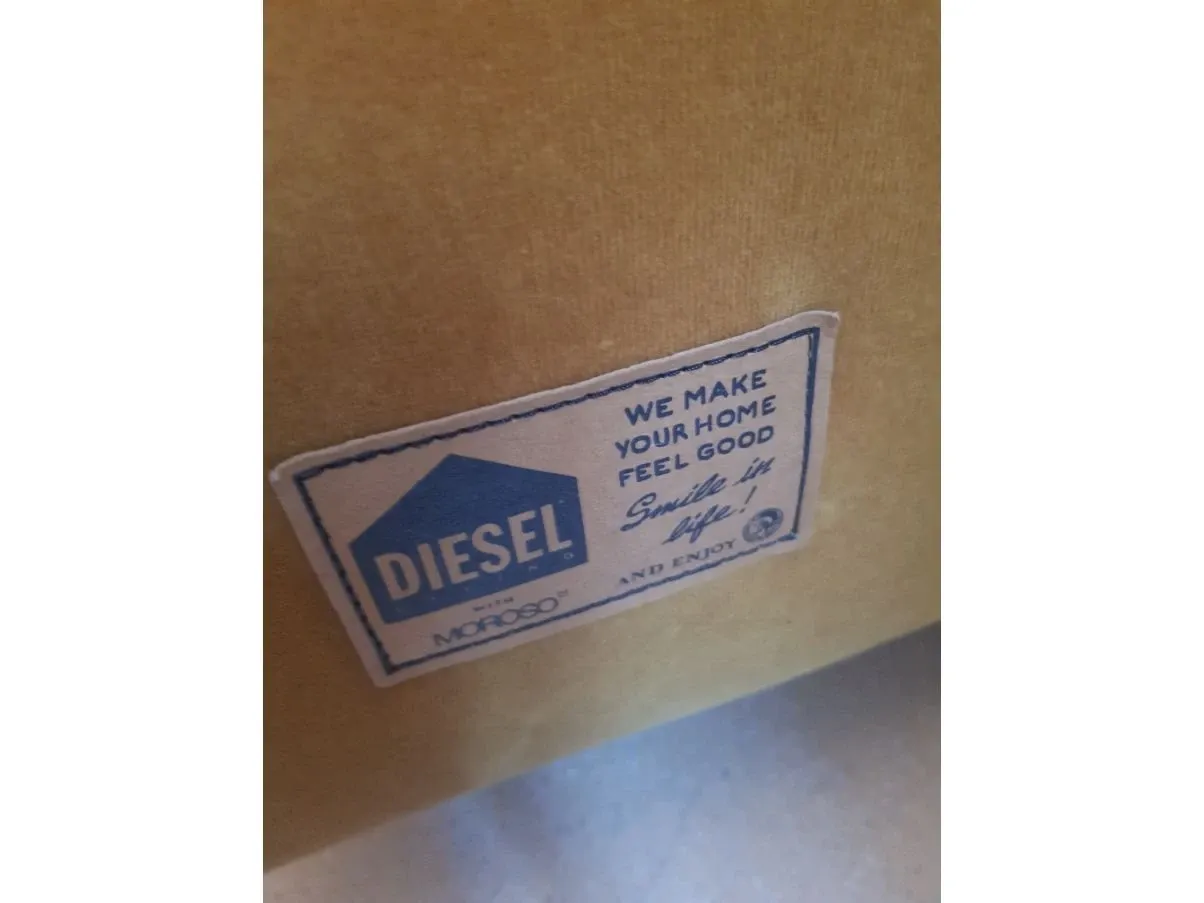 DIESEL
WITH
MOROSO
WE MAKE
YOUR HOME
FEEL GOOD
Smile in
life!
AND ENJOY